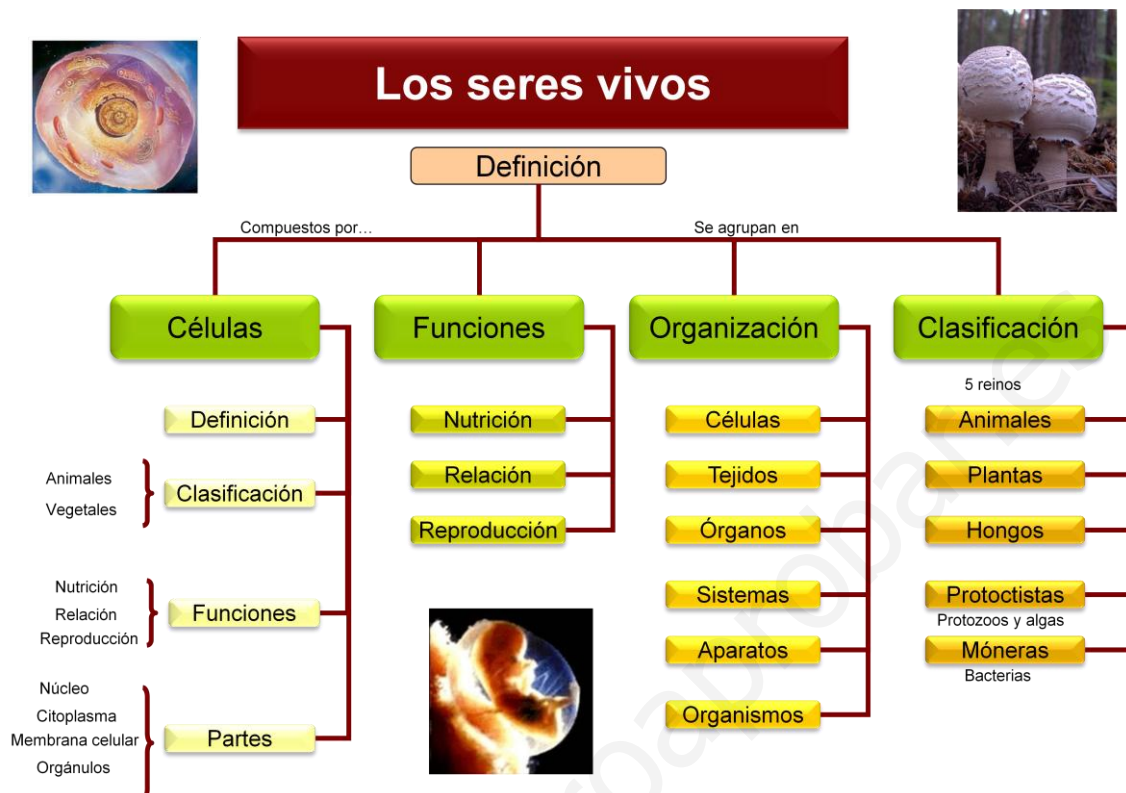 Los seres vivos
Definición
Compuestos por…
Se agrupan en
Células
Definición
Clasificación
Animales
Vegetales
Funciones
Nutrición
Relación
Reproducción
Partes
Núcleo
Citoplasma
Membrana celular
Orgánulos
Funciones
Nutrición
Relación
Reproducción
Organización
Células
Tejidos
Órganos
Sistemas
Aparatos
Organismos
Clasificación
5 reinos
Animales
Plantas
Hongos
Protoctistas
Protozoos y algas
Móneras
Bacterias